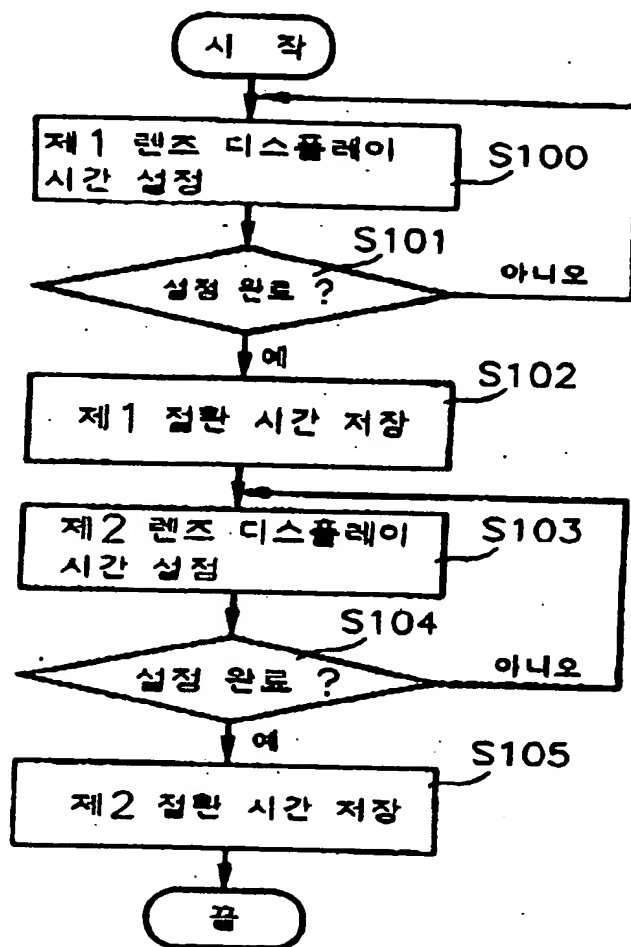 시 작
제1 렌즈 디스플레이
시간 설정
S100
S101
설정 완료 ?
아니오
예
S102
제1 절환 시간 저장
제2 렌즈 디스플레이
시간 설정
S103
S104
설정 완료 ?
아니오
예
S105
제2 절환 시간 저장
끝